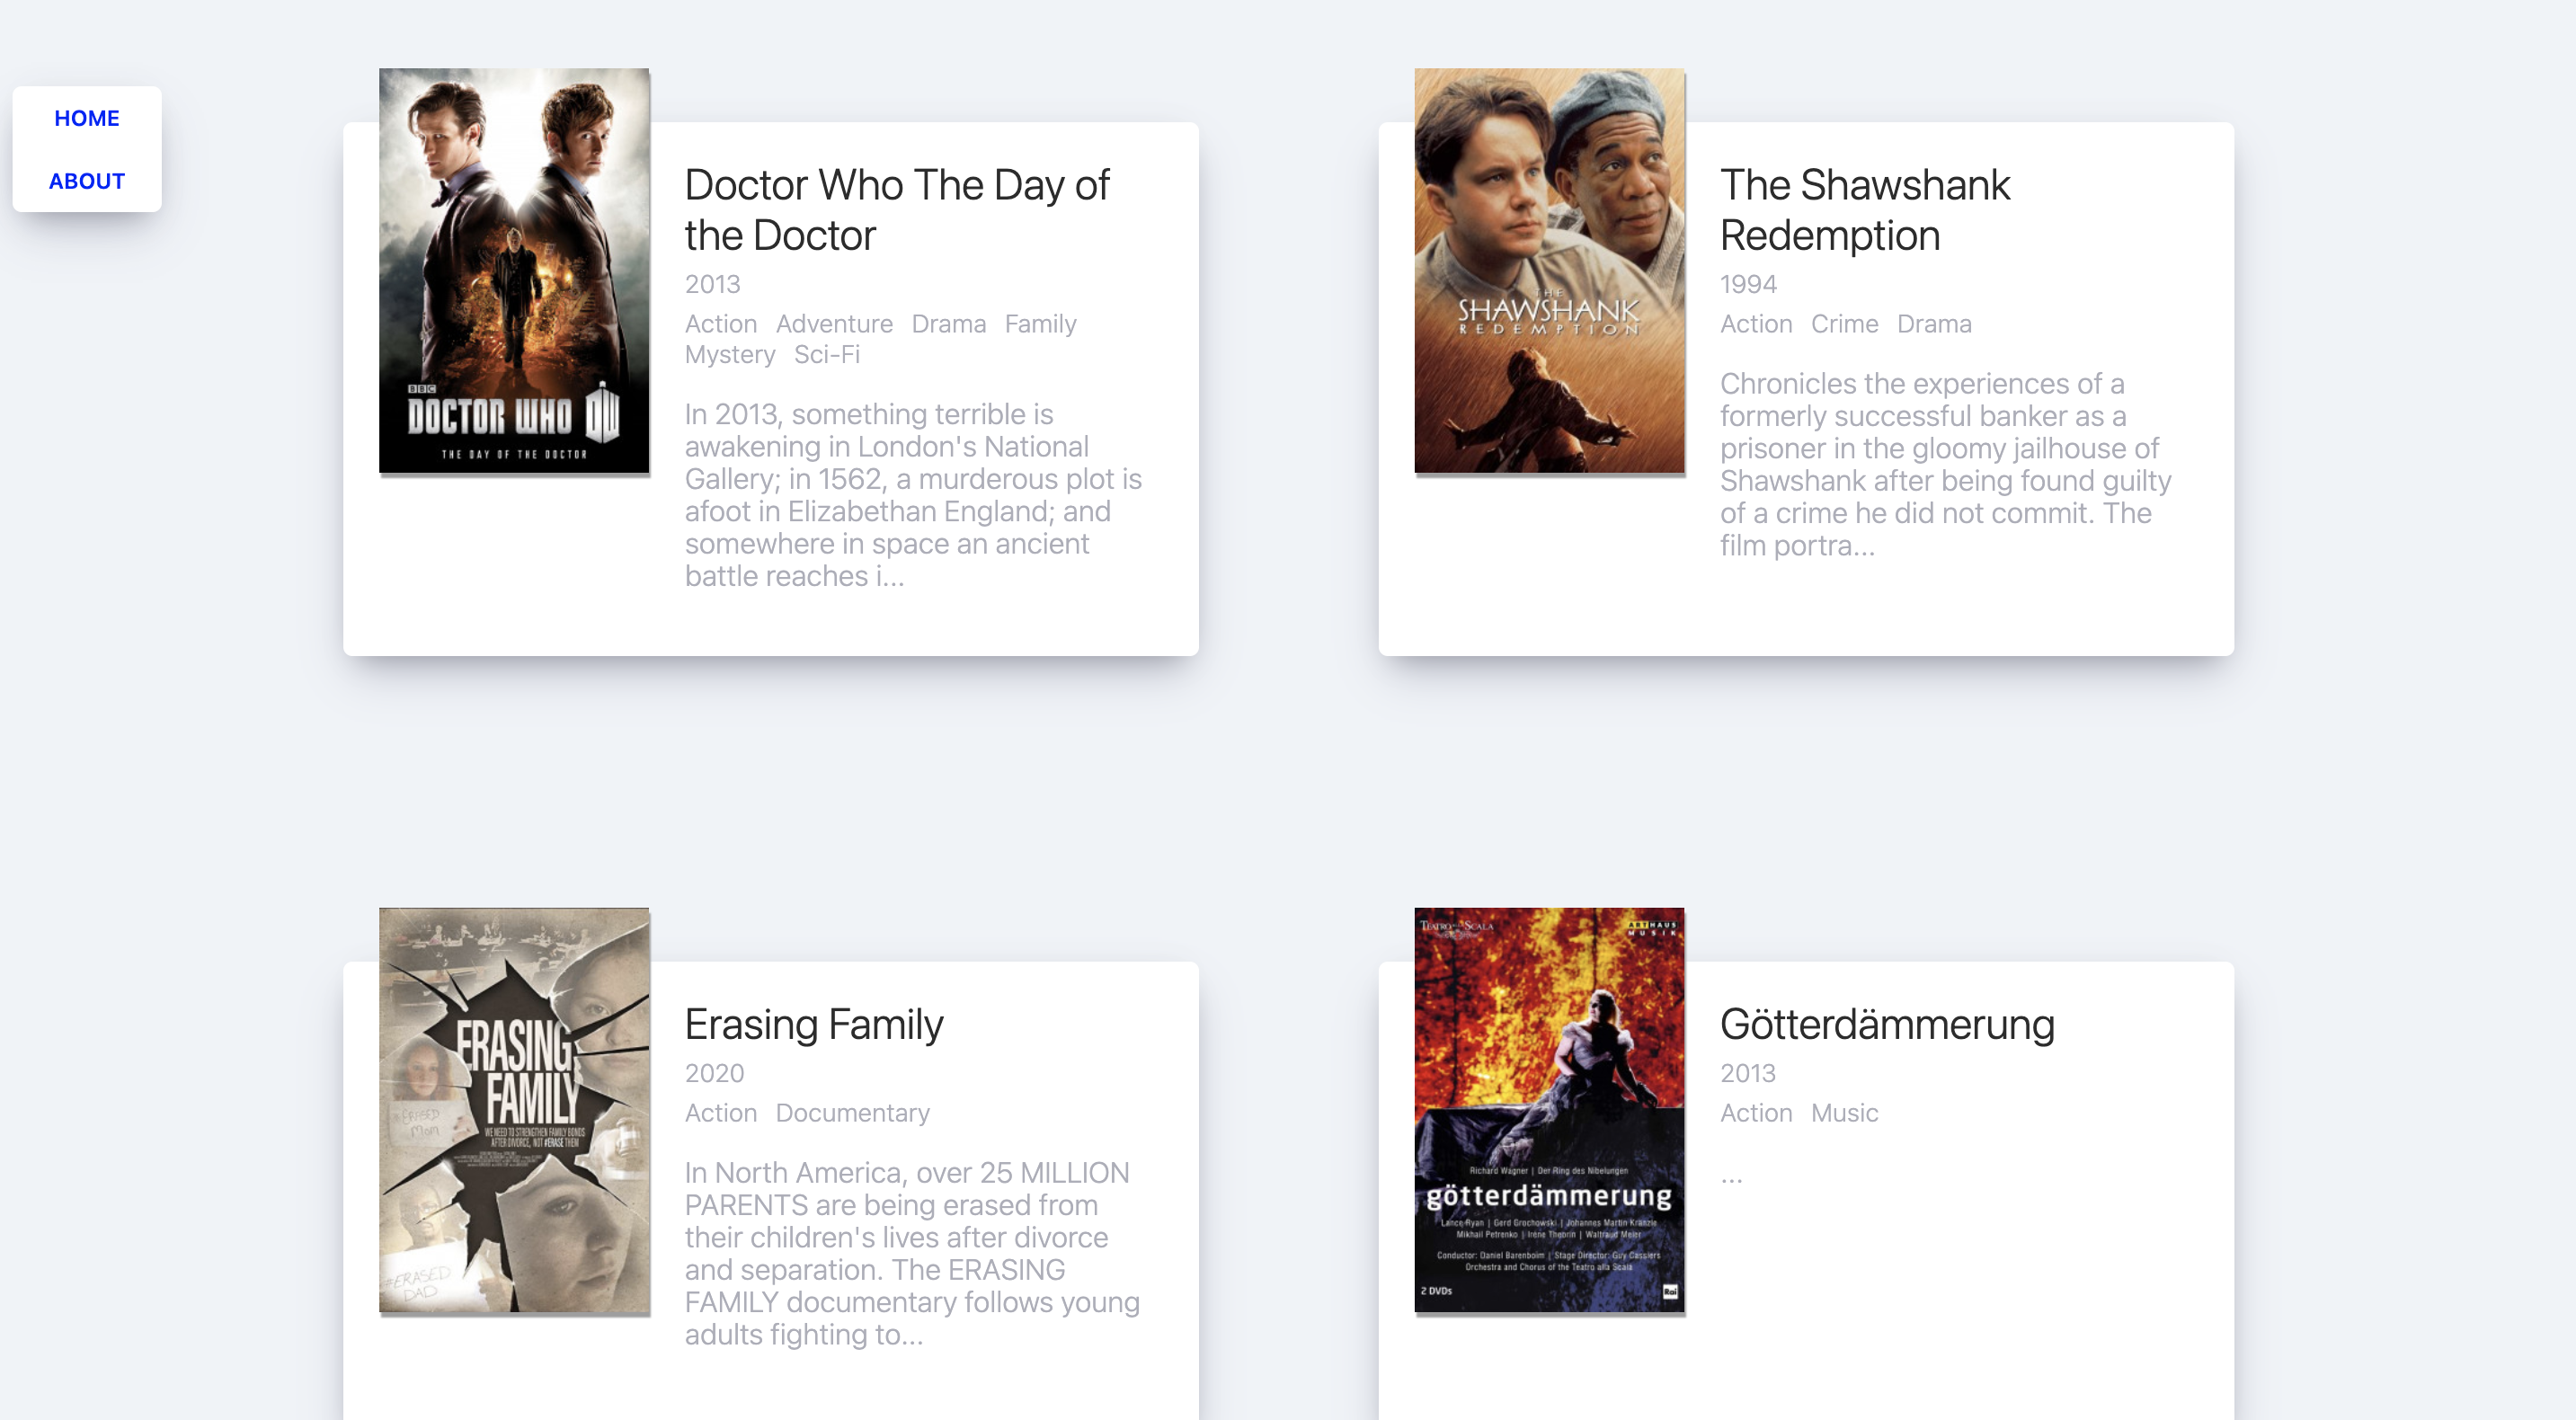 HOME
ABOUT
BBC
DOCTOR WHO DW
THE DAY OF THE DOCTOR
Doctor Who The Day of
the Doctor
2013
Action Adventure Drama Family
Mystery Sci-Fi
In 2013, something terrible is
awakening in London's National
Gallery; in 1562, a murderous plot is
afoot in Elizabethan England; and
somewhere in space an ancient
battle reaches i...
THE
SHAWSHANK
REDEMPTION
The Shawshank
Redemption
1994
Action Crime Drama
Chronicles the experiences of a
formerly successful banker as a
prisoner in the gloomy jailhouse of
Shawshank after being found guilty
of a crime he did not commit. The
film portra...
ERASING
FAMILY
WE NEED TO STRENGTHEN FAMILY BONDS
AFTER DIVORCE, NOT #ERASE THEM
#ERASED
Mom
#ERASED
DAD
Erasing Family
2020
Action Documentary
In North America, over 25 MILLION
PARENTS are being erased from
their children's lives after divorce
and separation. The ERASING
FAMILY documentary follows young
adults fighting to...
TEATRO ALLA SCALA
ARTHAUS
MUSIK
Richard Wagner | Der Ring des Nibelungen
götterdämmerung
Lance Ryan | Gerd Grochowski | Johannes Martin Kränzle
Mikhail Petrenko | Irene Theorin | Waltraud Meier
Conductor: Daniel Barenboim | Stage Director: Guy Cassiers
Orchestra and Chorus of the Teatro alla Scala
2 DVDs
Rai
Götterdämmerung
2013
Action Music
...